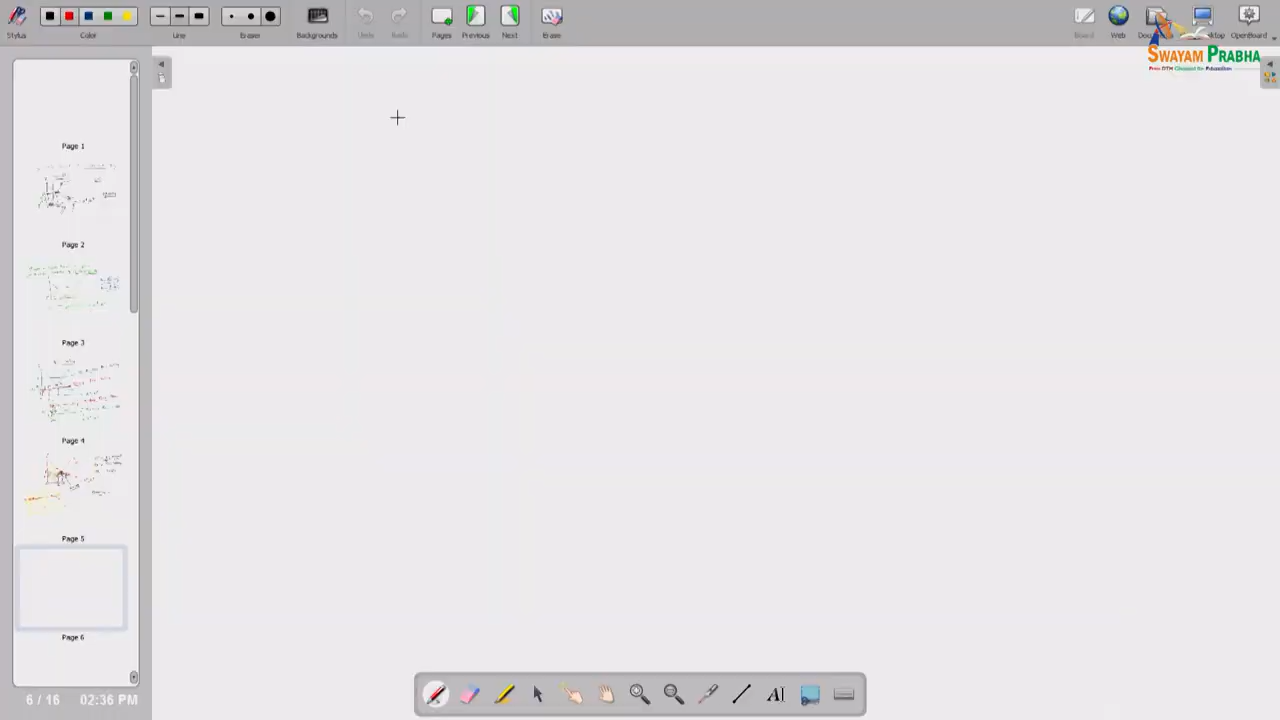 Stylus
Color
Line
Eraser
Backgrounds
Undo
Redo
Pages
Previous
Next
Erase
Board
Web
OpenBoard
SWAYAM PRABHA
Page 1
Page 2
Page 3
Page 4
Page 5
Page 6
6 / 16 02:36 PM